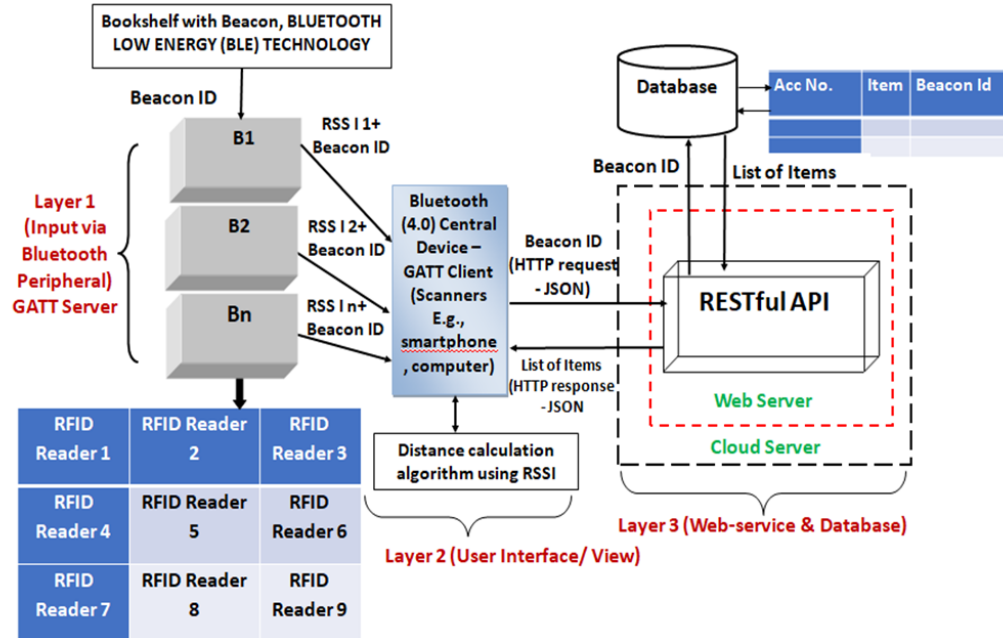 Bookshelf with Beacon, BLUETOOTH
LOW ENERGY (BLE) TECHNOLOGY
Beacon ID
B1
B2
Bn
RSS I 1+
Beacon ID
RSS I 2+
Beacon ID
RSS I n+
Beacon ID
Layer 1
(Input via
Bluetooth
Peripheral)
GATT Server
RFID
Reader 1
RFID Reader
2
RFID
Reader 3
RFID
Reader 4
RFID Reader
5
RFID
Reader 6
RFID
Reader 7
RFID Reader
8
RFID
Reader 9
Bluetooth
(4.0) Central
Device –
GATT Client
(Scanners
E.g.,
smartphone
, computer)
Distance calculation
algorithm using RSSI
Layer 2 (User Interface/ View)
Beacon ID
(HTTP request
- JSON)
List of Items
(HTTP response
-JSON
Database
Acc No.
Item
Beacon Id
Beacon ID
List of Items
RESTful API
Web Server
Cloud Server
Layer 3 (Web-service & Database)